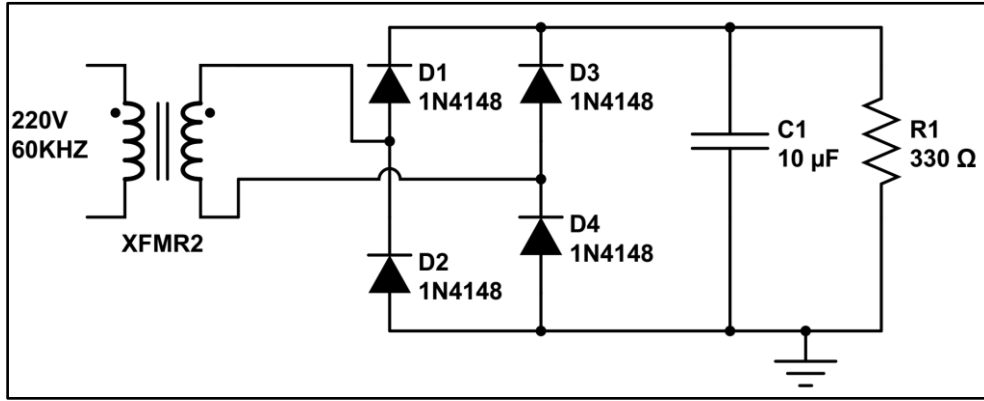 220V
60KHZ
XFMR2
D1
1N4148
D3
1N4148
D2
1N4148
D4
1N4148
C1
10 µF
R1
330 Ω